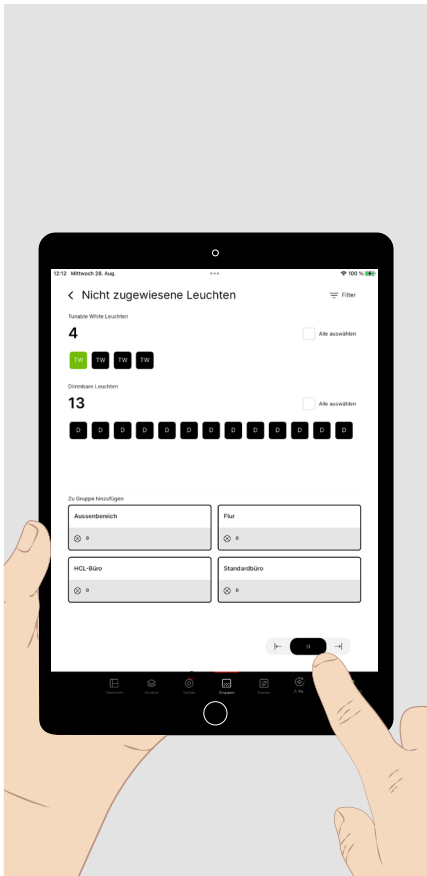 12:12 Mittwoch 28. Aug.
100 %
Nicht zugewiesene Leuchten
Filter
Tunable White Leuchten
4
Alle auswählen
TW TW TW TW
Dimmbare Leuchten
13
Alle auswählen
D D D D D D D D D D D D D
Zu Gruppe hinzufügen
Aussenbereich
Flur
0
0
HCL-Büro
Standardbüro
0
0
Gruppen